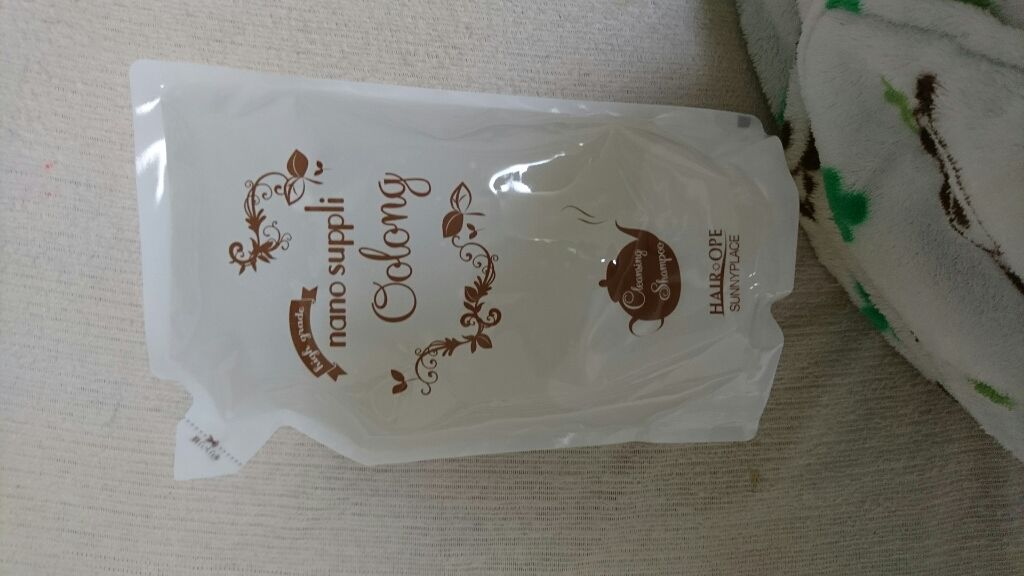 High grade
nano suppli
Oolong
Cleansing
Shampoo
HAIR OPE
SUNNYPLACE